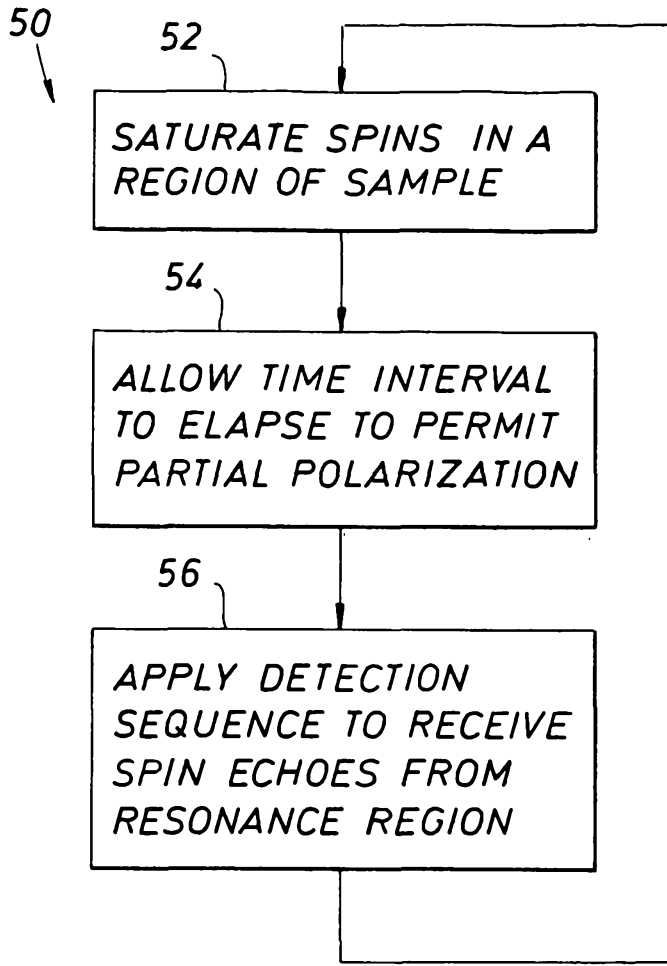 50
52
SATURATE SPINS IN A
REGION OF SAMPLE
54
ALLOW TIME INTERVAL
TO ELAPSE TO PERMIT
PARTIAL POLARIZATION
56
APPLY DETECTION
SEQUENCE TO RECEIVE
SPIN ECHOES FROM
RESONANCE REGION